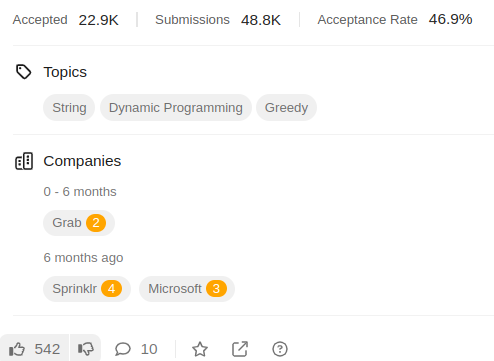 Accepted 22.9K Submissions 48.8K Acceptance Rate 46.9%
Topics
String Dynamic Programming Greedy
Companies
0 - 6 months
Grab 2
6 months ago
Sprinklr 4 Microsoft 3
542 10